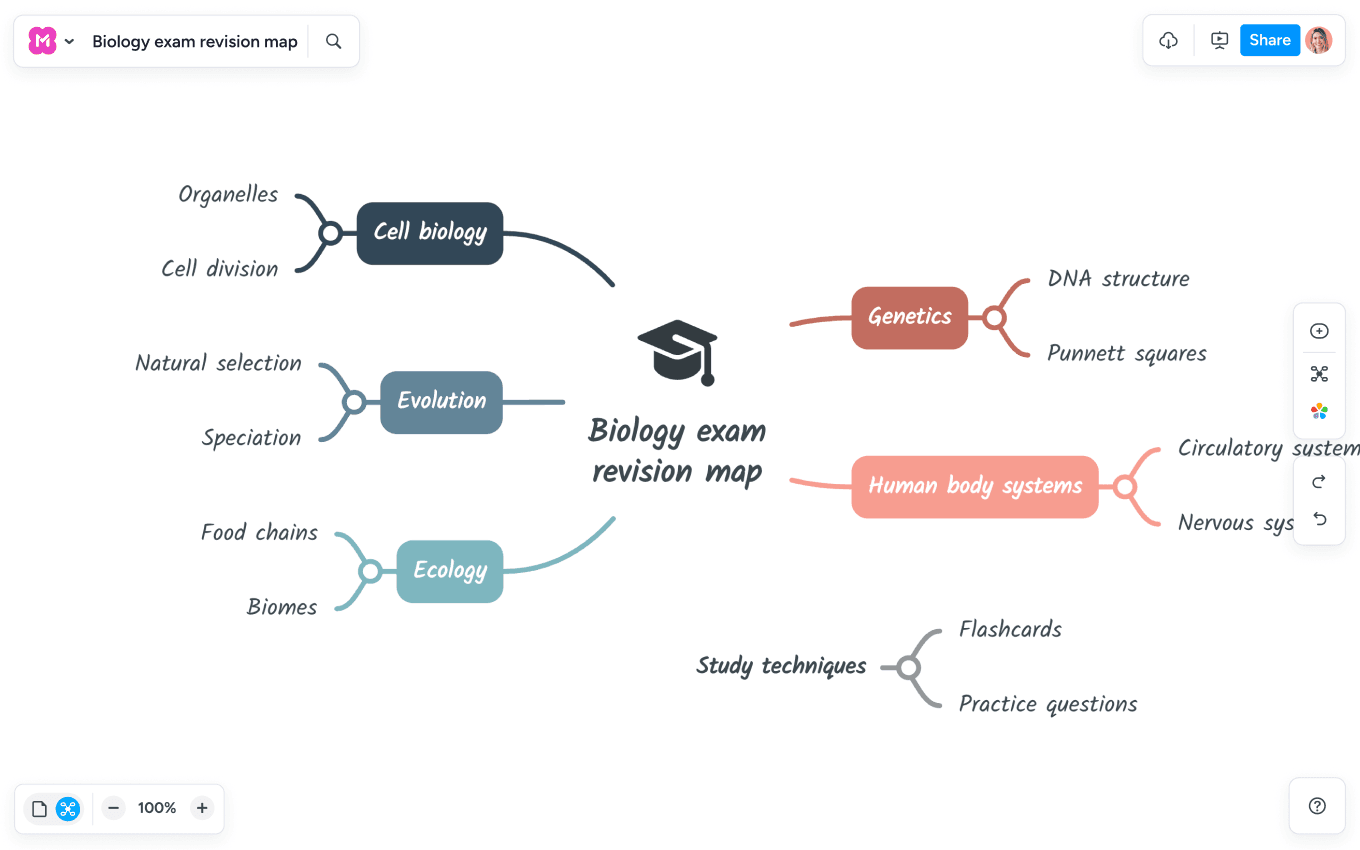 Biology exam revision map
Share
Organelles
Cell biology
Cell division
Natural selection
Evolution
Speciation
Food chains
Ecology
Biomes
Biology exam
revision map
DNA structure
Genetics
Punnett squares
Circulatory system
Human body systems
Nervous sys
Flashcards
Study techniques
Practice questions
100%